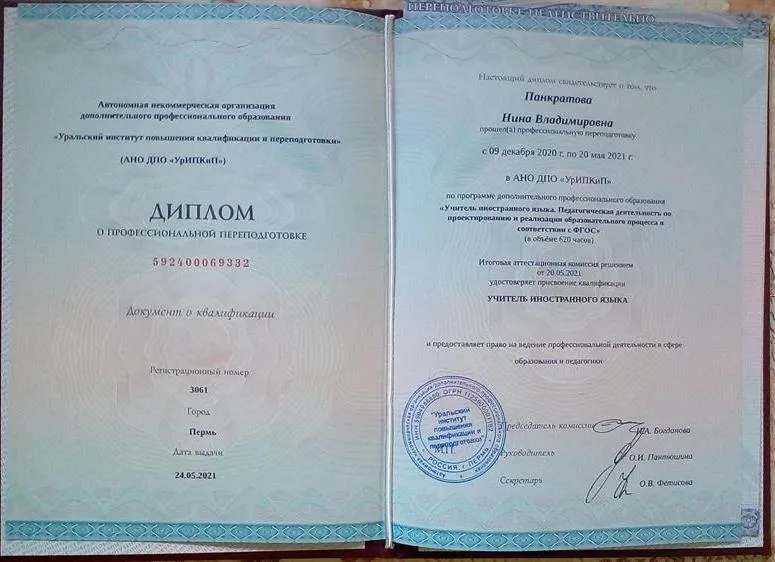 Автономная некоммерческая организация
дополнительного профессионального образования
«Уральский институт повышения квалификации и переподготовки»
(АНО ДПО «УрИПКиП»)
ДИПЛОМ
О ПРОФЕССИОНАЛЬНОЙ ПЕРЕПОДГОТОВКЕ
592400069332
Документ о квалификации
Регистрационный номер
3061
Город
Пермь
Дата выдачи
24.05.2021
ПЕРЕПОДГОТОВКЕ НЕДЕЙСТВИТЕЛЬНО
Настоящий диплом свидетельствует о том, что
Панкратова
Нина Владимировна
прошел(а) профессиональную переподготовку
с 09 декабря 2020 г. по 20 мая 2021 г.
в АНО ДПО «УрИПКиП»
по программе дополнительного профессионального образования
«Учитель иностранного языка. Педагогическая деятельность по
проектированию и реализации образовательного процесса в
соответствии с ФГОС»
(в объёме 620 часов)
Итоговая аттестационная комиссия решением
от 20.05.2021
удостоверяет присвоение квалификации
УЧИТЕЛЬ ИНОСТРАННОГО ЯЗЫКА
и предоставляет право на ведение профессиональной деятельности в сфере
образования и педагогики
"Уральский
институт
повышения
квалификации и
переподготовки"
РОССИЯ, г. ПЕРМЬ
М.П.
Председатель комиссии
Богданова
Руководитель
О.И. Пантюшина
Секретарь
О.В. Фетисова